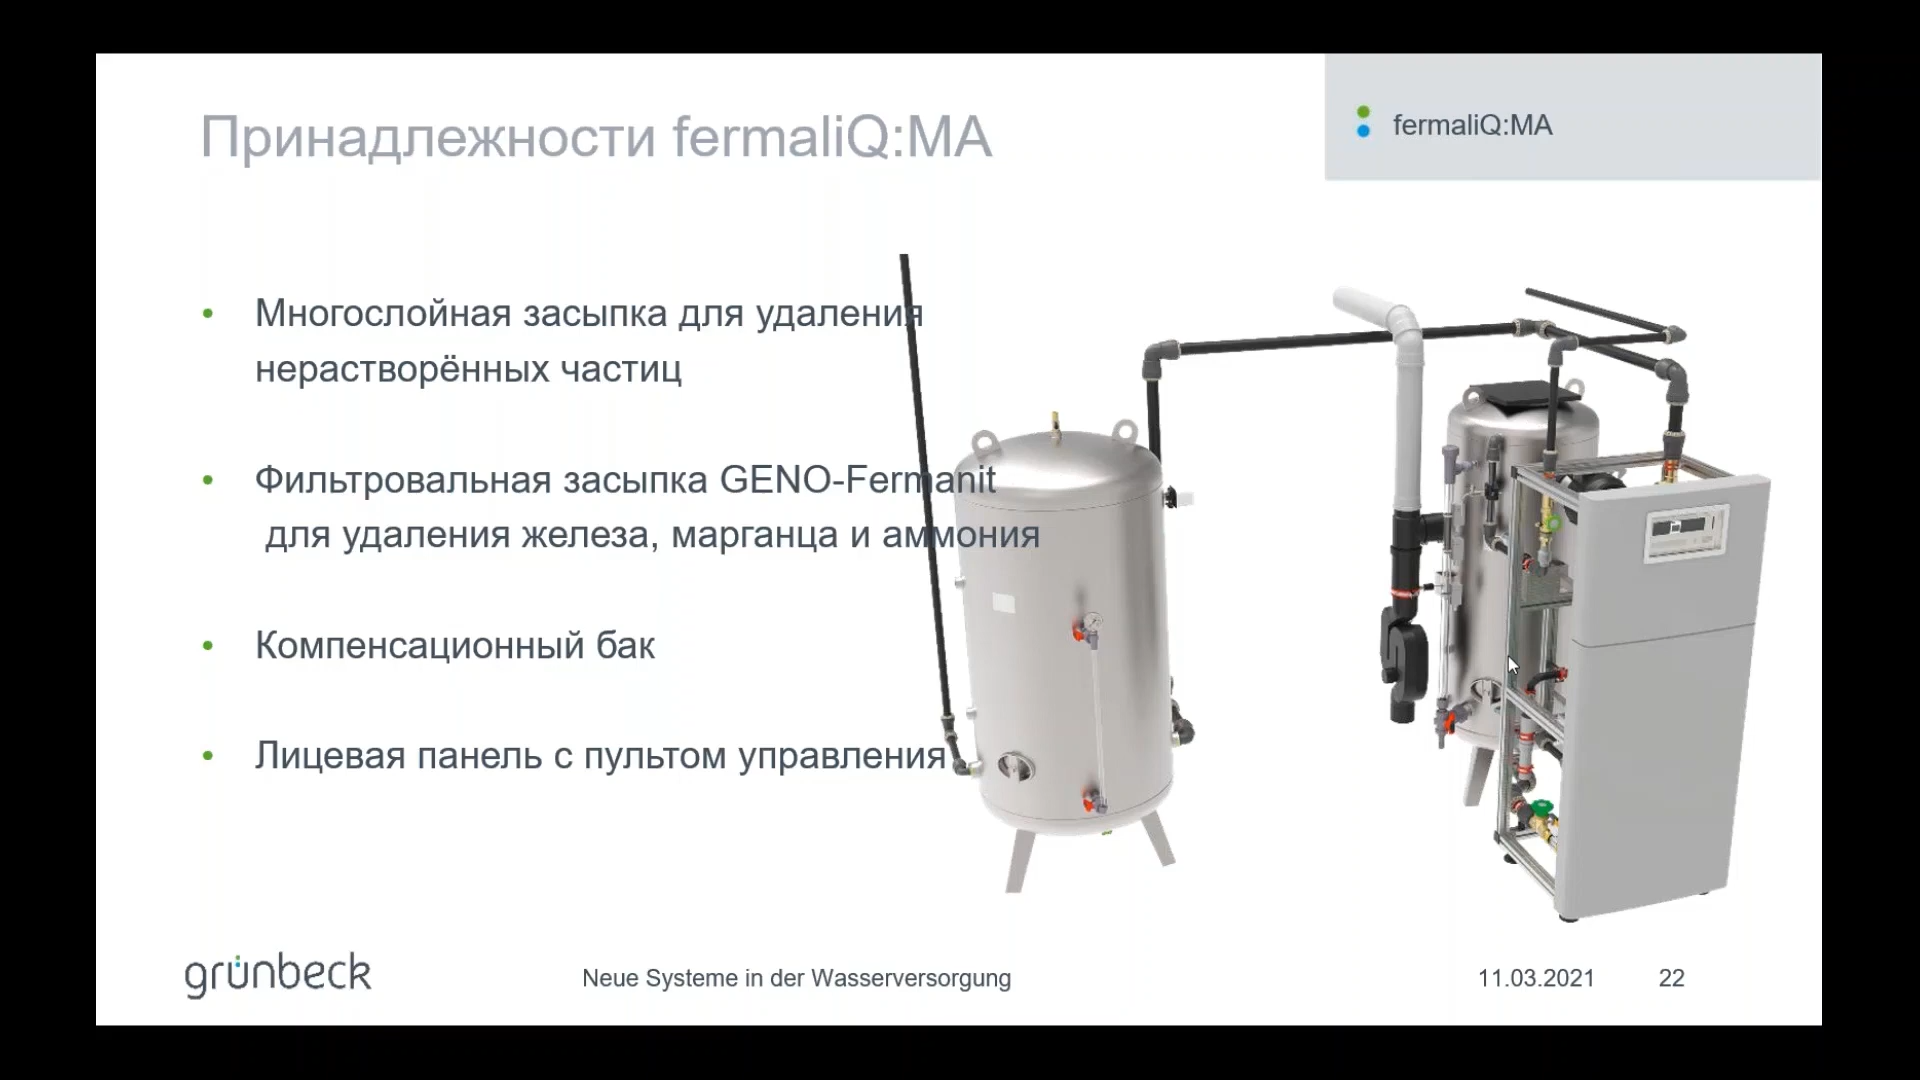 Принадлежности fermaliQ:MA
fermaliQ:MA
Многослойная засыпка для удаления
нерастворённых частиц
Фильтровальная засыпка GENO-Fermanit
для удаления железа, марганца и аммония
Компенсационный бак
Лицевая панель с пультом управления
grünbeck
Neue Systeme in der Wasserversorgung
11.03.2021
22